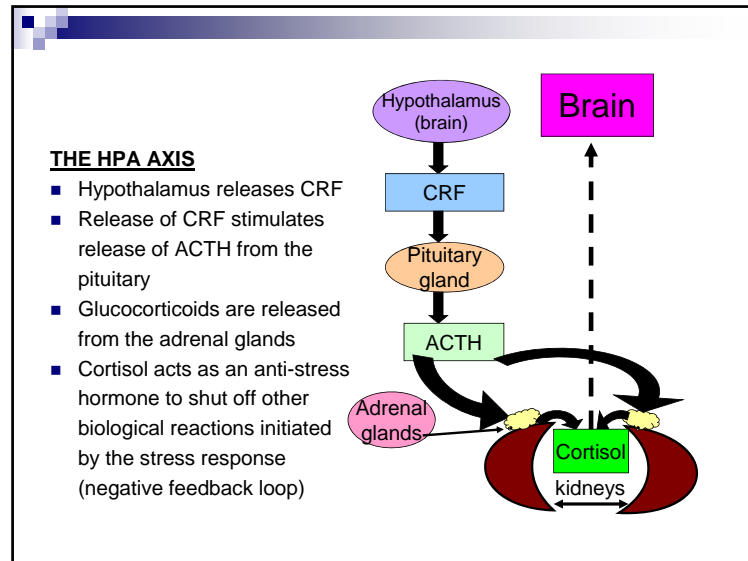 THE HPA AXIS
Hypothalamus releases CRF
Release of CRF stimulates
release of ACTH from the
pituitary
Glucocorticoids are released
from the adrenal glands
Cortisol acts as an anti-stress
hormone to shut off other
biological reactions initiated
by the stress response
(negative feedback loop)
Hypothalamus
(brain)
Brain
CRF
Pituitary
gland
ACTH
Adrenal
glands
Cortisol
kidneys